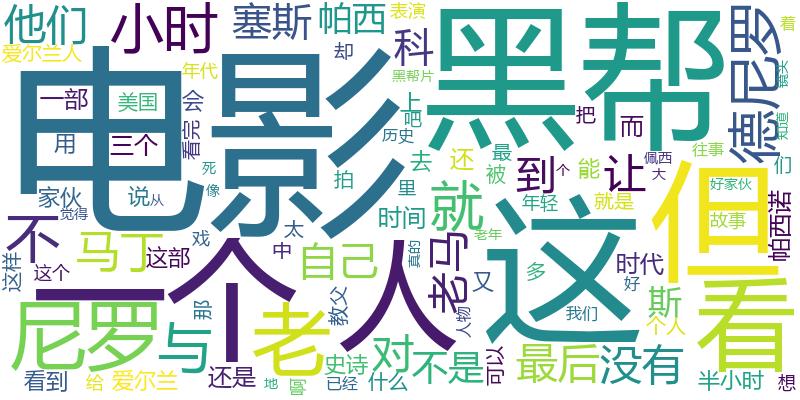 他们
小时
塞斯
帕西
表演
科
黑帮
德尼罗
着
爱尔兰人
年代
却
黑帮片
镜头
电影
一部
美国
会
上
把
而
用
三个
看完
拍
吧
历史
去
还
最
被
到
让
能
知道
往事
佩西
们
大
家伙
说
从
死
像
里
就
年轻
个
就是
好家伙
但
不
觉得
马丁
戏
太
时间
故事
帕西诺
这样
这个
这部
中
自己
老年
真的
老马
又
这
时代
一个
人
那
教父
人物
多
我们
好
斯
个人
看
尼罗
与
老
对
不是
可以
最后
没有
史诗
看到
给
爱尔兰
还是
地
已经
什么
半小时
想